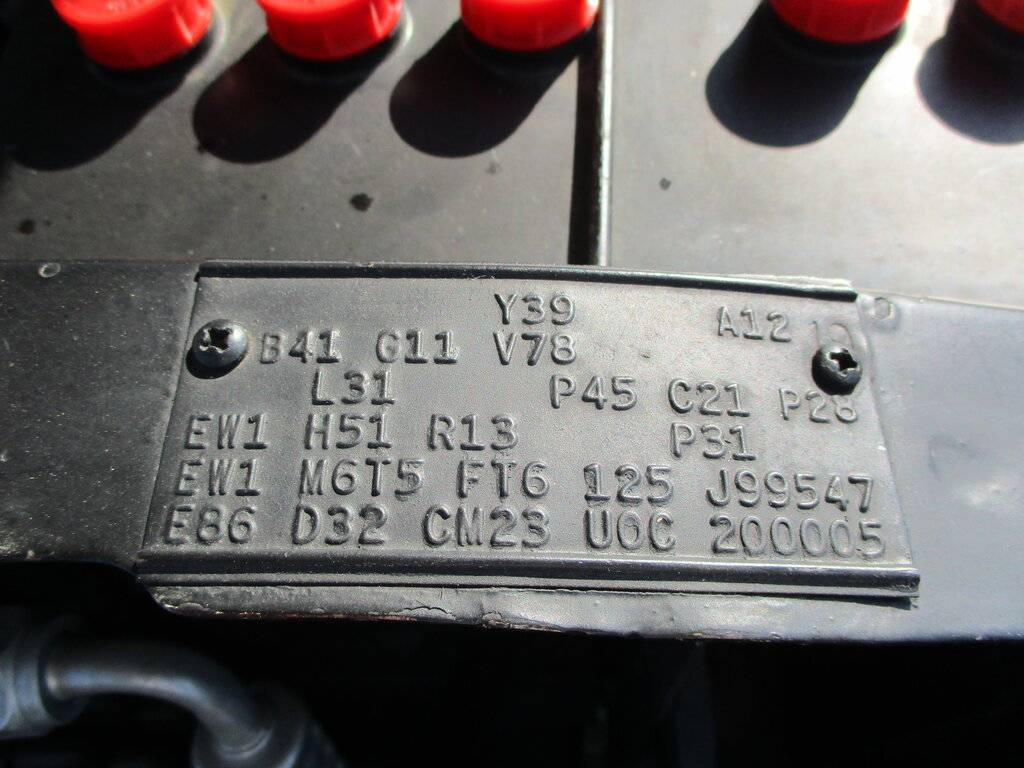 Y39 A12
B41 G11 V78
L31 P45 C21 P28
EW1 H51 R13 P31
EW1 M6T5 FT6 125 J99547
E86 D32 CM23 U0C 200005